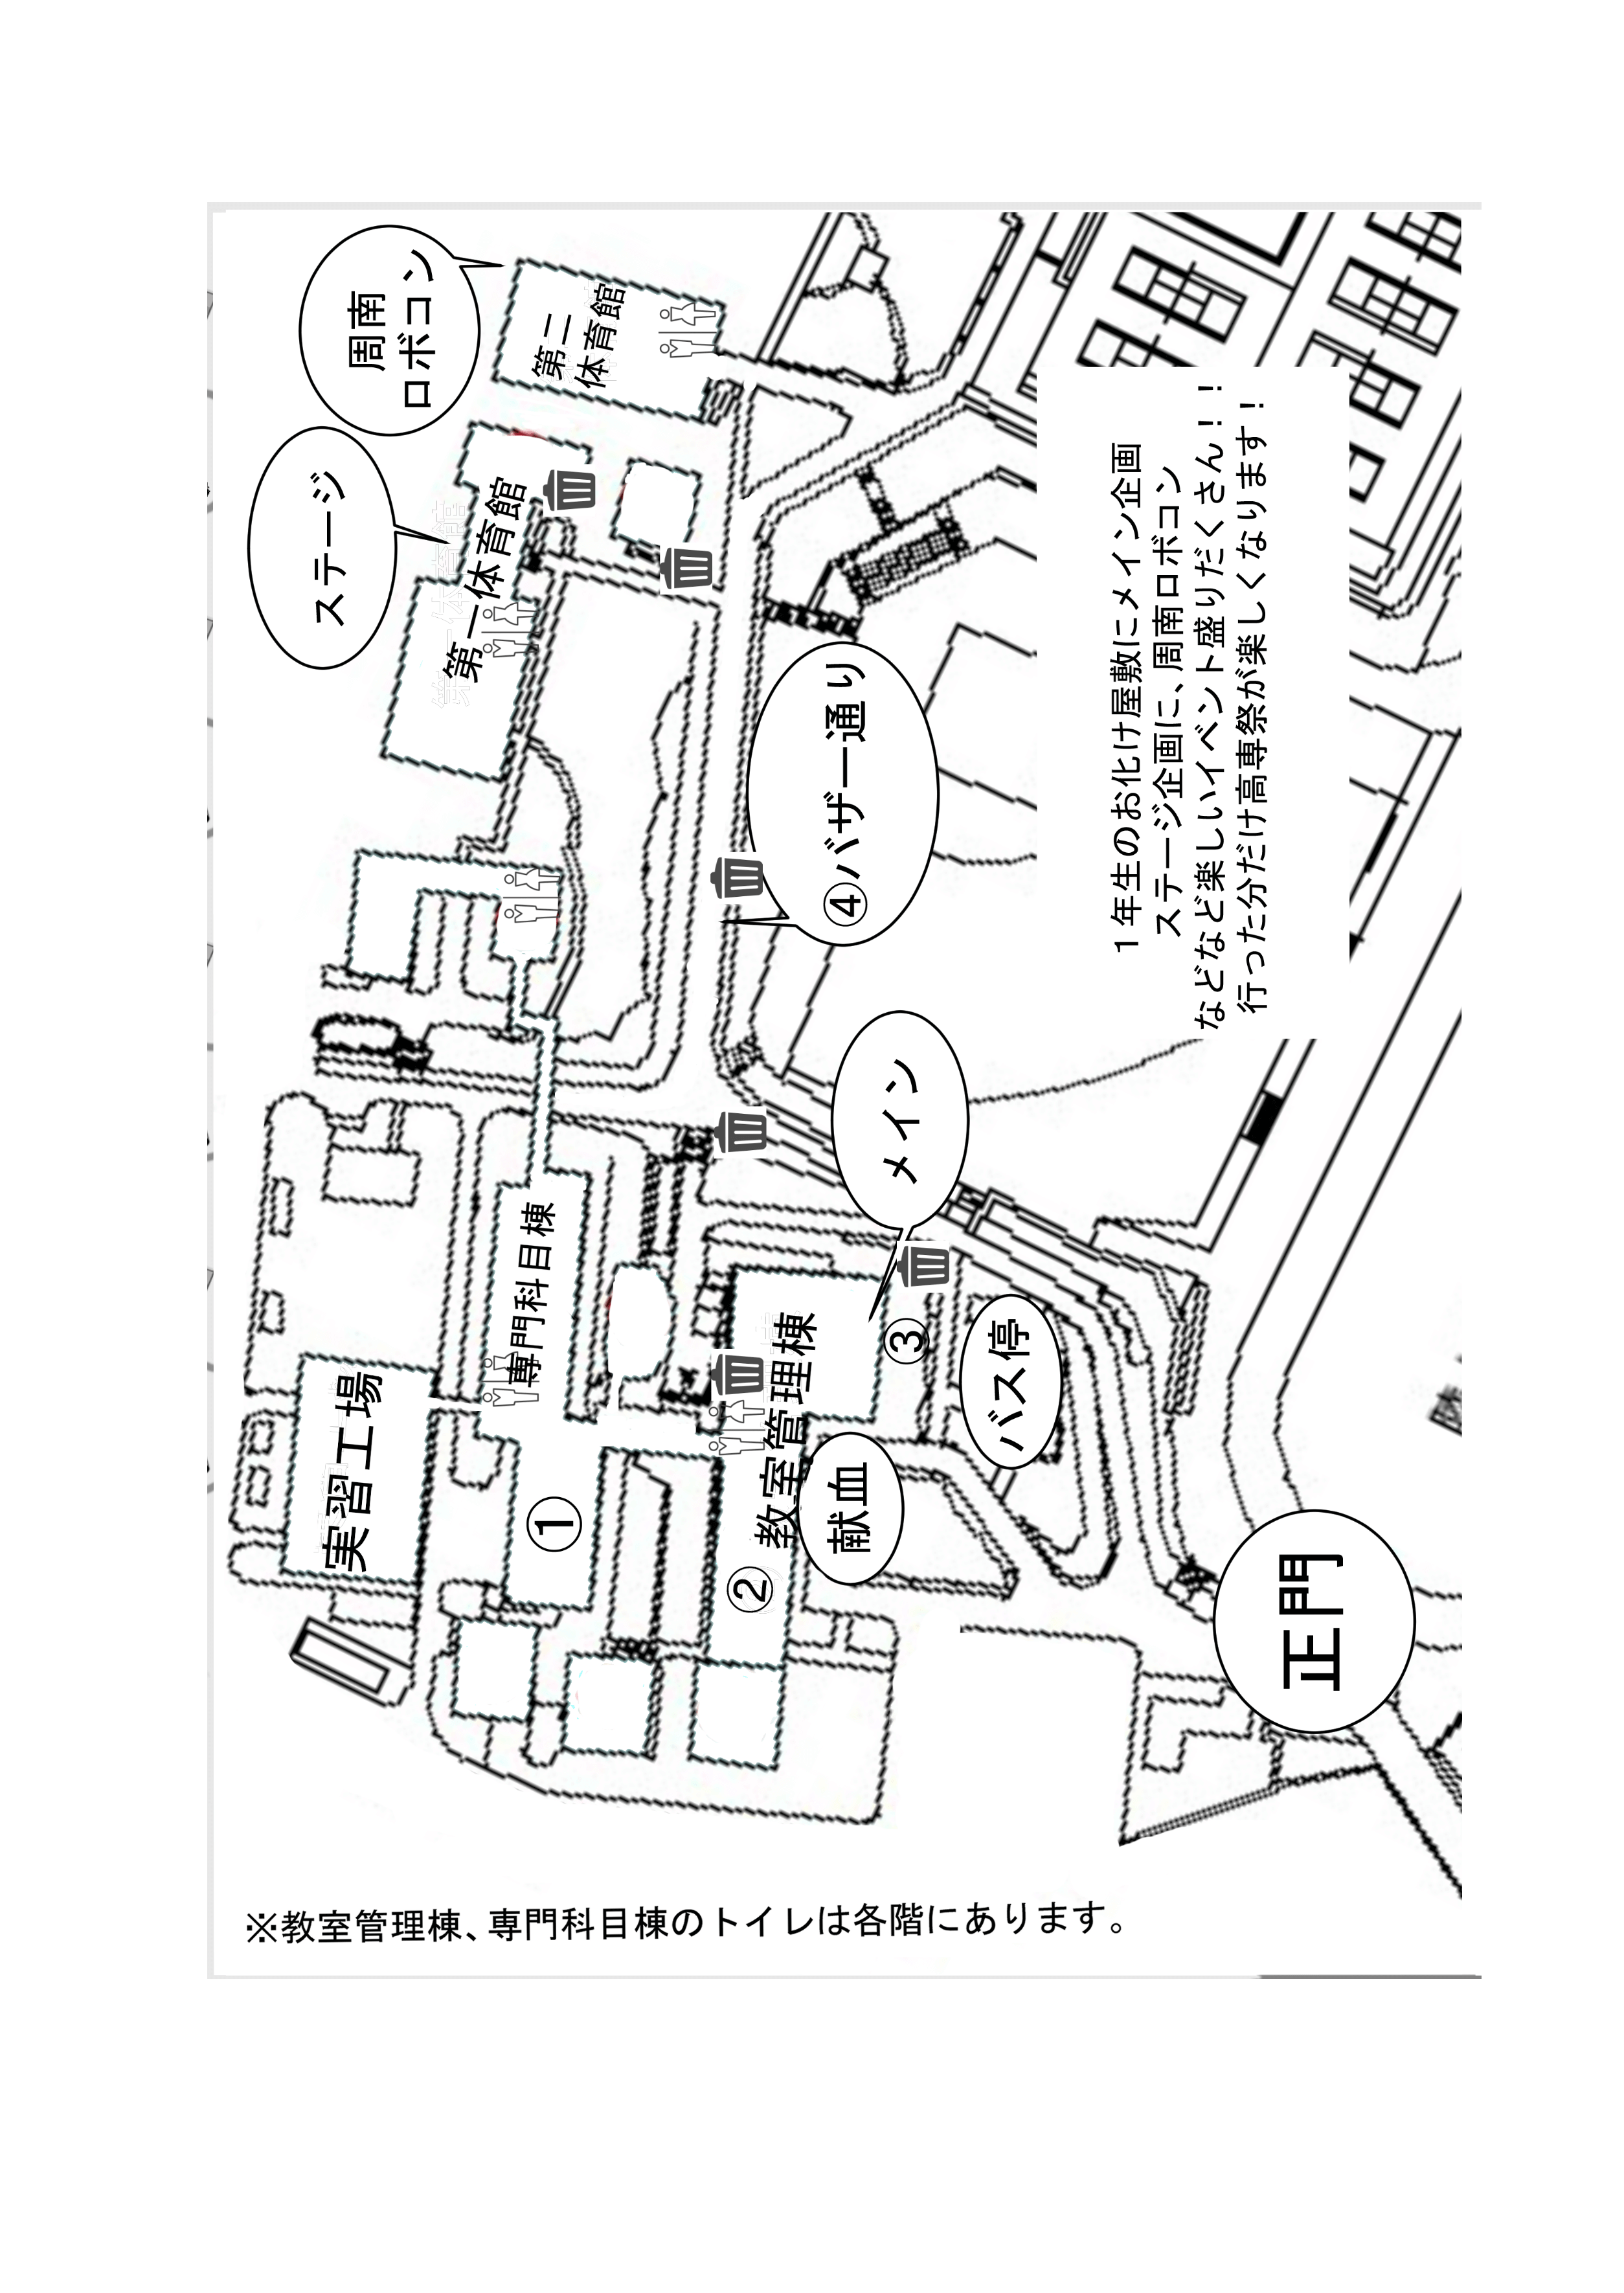 周南
ロボコン
ステージ
第二
体育館
第一体育館
④バザー通り
メイン
専門科目棟
実習工場
教室管理棟
①
②
③
バス停
献血
正門
1年生のお化け屋敷にメイン企画
ステージ企画に、周南ロボコン
などなど楽しいイベント盛りだくさん！！
行った分だけ高専祭が楽しくなります！
※教室管理棟、専門科目棟のトイレは各階にあります。